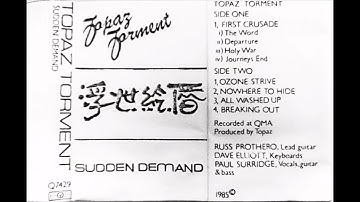 TOPAZ TORMENT
SUDDEN DEMAND
Q7429
Topaz
Torment
浮世絵
SUDDEN DEMAND
TOPAZ TORMENT
SIDE ONE
1. FIRST CRUSADE
i) The Word
ii) Departure
iii) Holy War
iv) Journeys End
SIDE TWO
1. OZONE STRIVE
2. NOWHERE TO HIDE
3. ALL WASHED UP
4. BREAKING OUT
Recorded at QMA
Produced by Topaz
RUSS PROTHERO, Lead guitar
DAVE ELLIOTT, Keyboards
PAUL SURRIDGE, Vocals, guitar
& bass
1985©